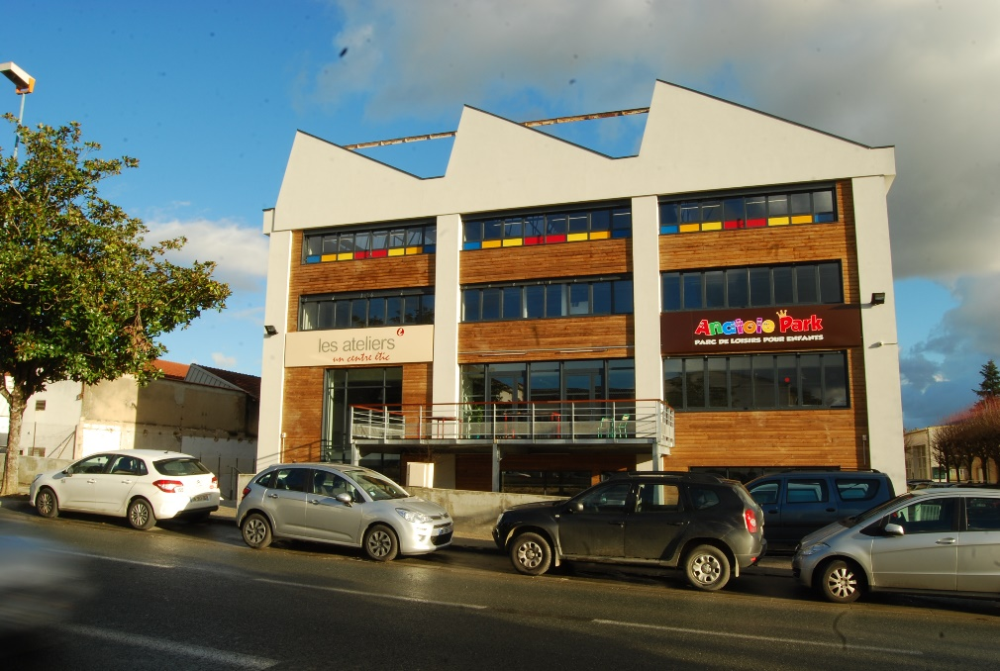 les ateliers é
un centre étic
Anatole Park
PARC DE LOISIRS POUR ENFANTS